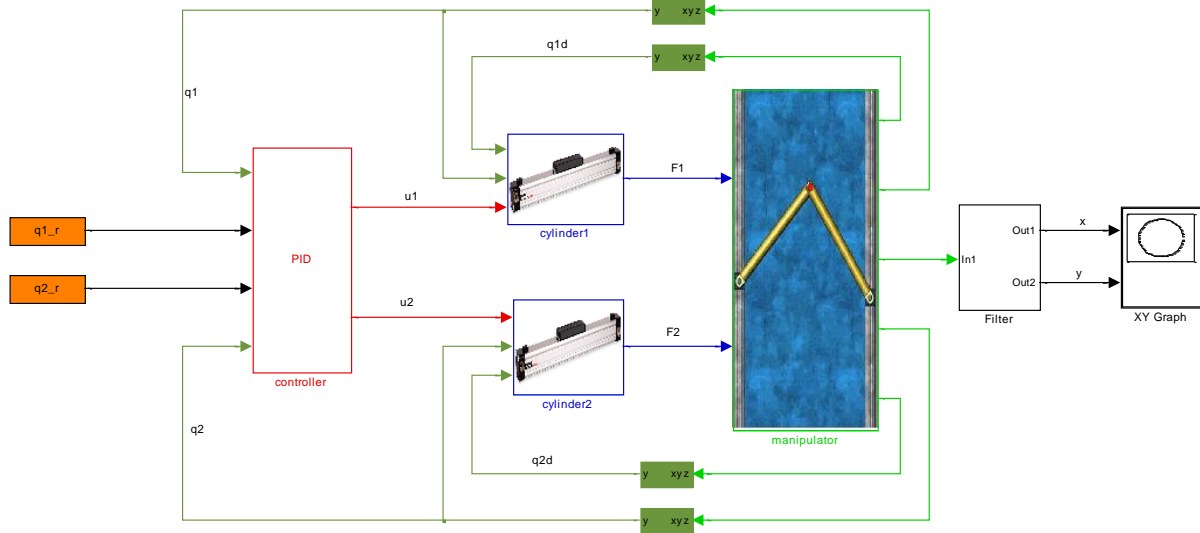 y xyz
q1d
y xyz
q1
F1
u1
cylinder1
q1_r
PID
q2_r
x
Out1
In1
y
Out2
Filter
XY Graph
u2
F2
controller
cylinder2
manipulator
q2
q2d
y xyz
y xyz